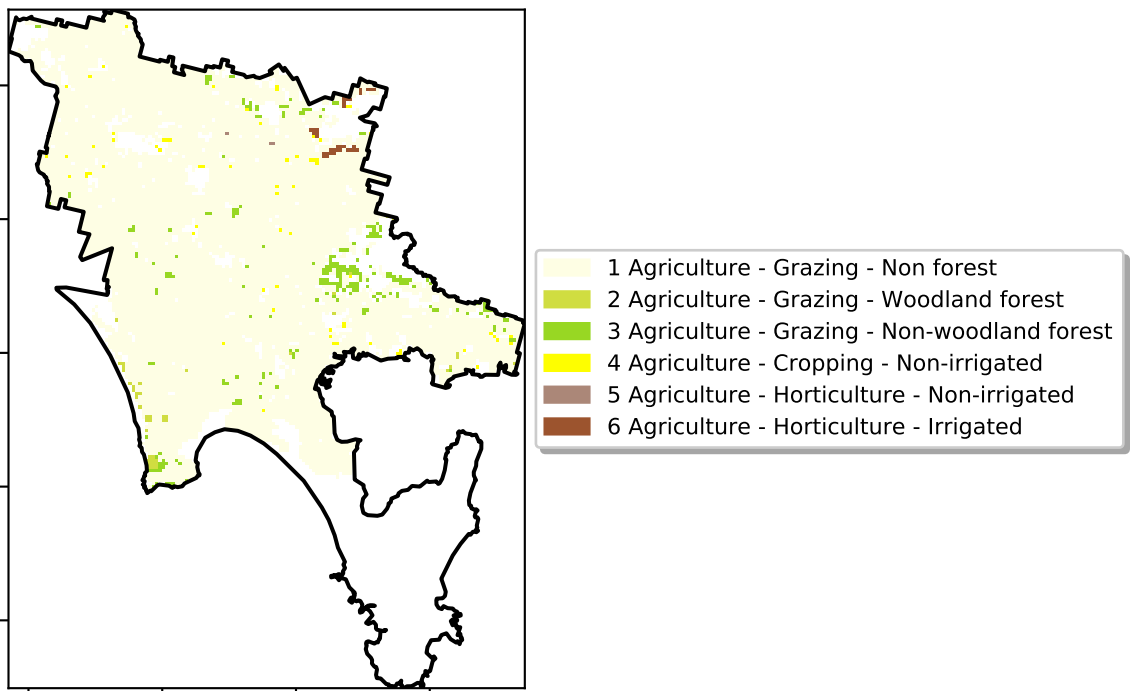 1 Agriculture - Grazing - Non forest
2 Agriculture - Grazing - Woodland forest
3 Agriculture - Grazing - Non-woodland forest
4 Agriculture - Cropping - Non-irrigated
5 Agriculture - Horticulture - Non-irrigated
6 Agriculture - Horticulture - Irrigated